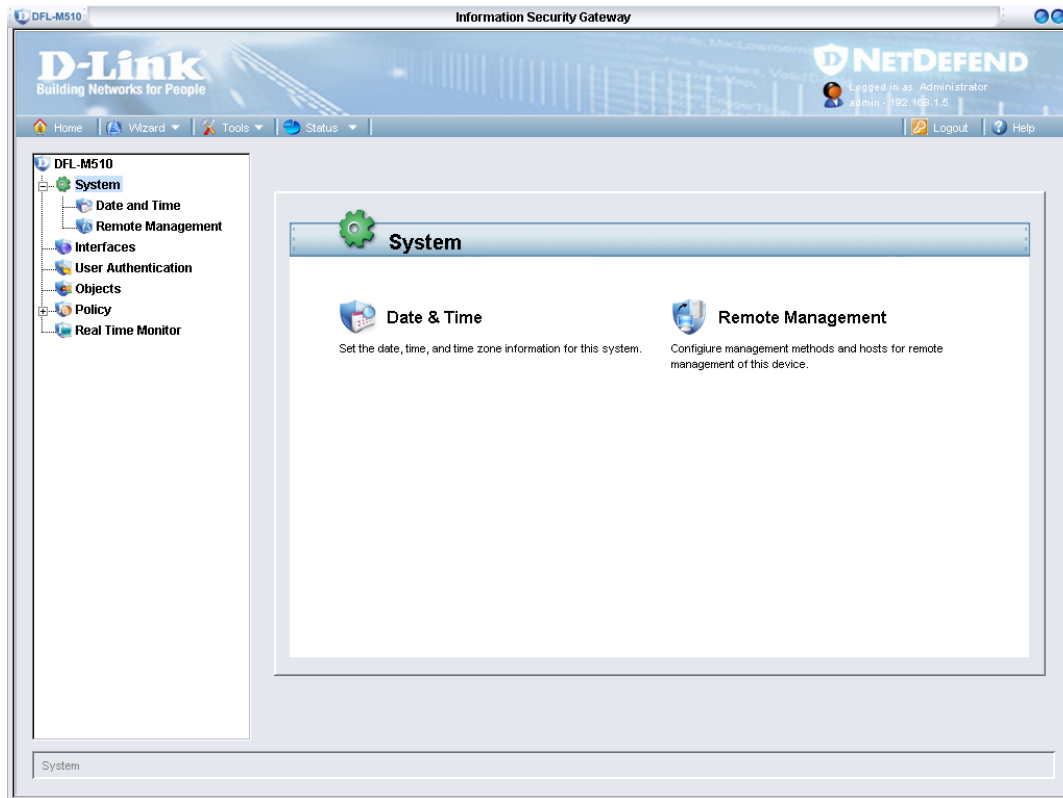 DFL-M510
Information Security Gateway
D-Link
Building Networks for People
NETDEFEND
Logged in as Administrator
admin - 192.168.1.5
Home
Wizard
Tools
Status
Logout
Help
DFL-M510
System
Date and Time
Remote Management
Interfaces
User Authentication
Objects
Policy
Real Time Monitor
System
Date & Time
Set the date, time, and time zone information for this system.
Remote Management
Configiure management methods and hosts for remote
management of this device.
System